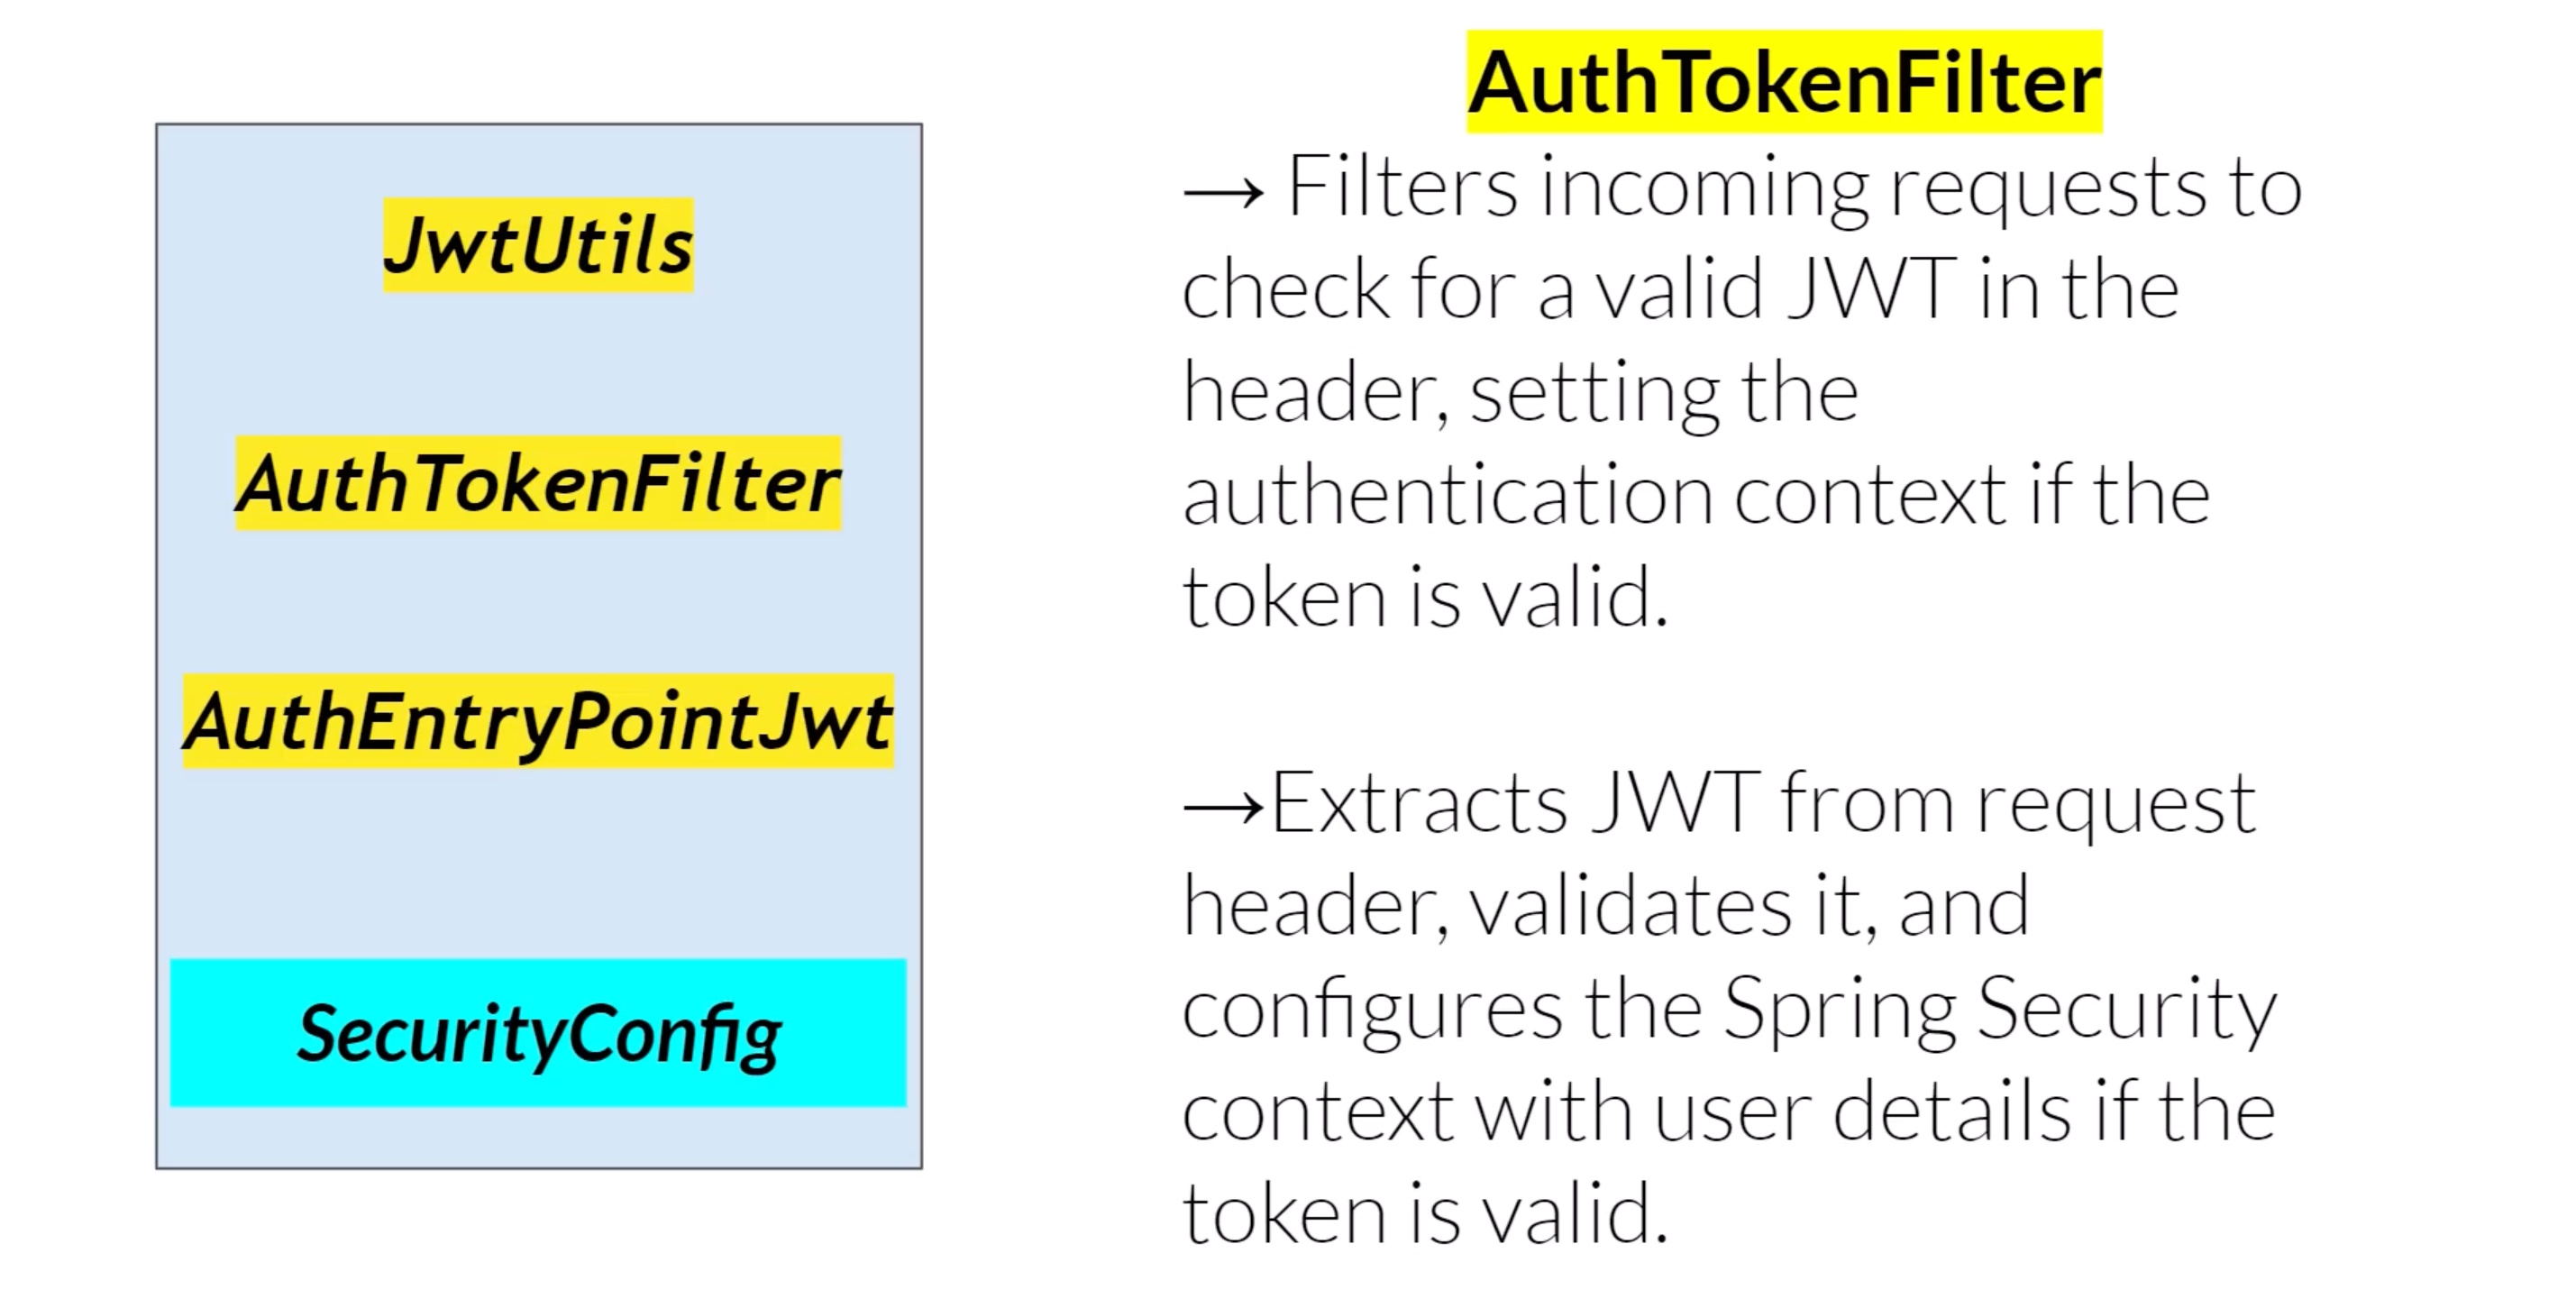 JwtUtils
AuthTokenFilter
AuthEntryPointJwt
SecurityConfig
AuthTokenFilter
→ Filters incoming requests to
check for a valid JWT in the
header, setting the
authentication context if the
token is valid.
→Extracts JWT from request
header, validates it, and
configures the Spring Security
context with user details if the
token is valid.